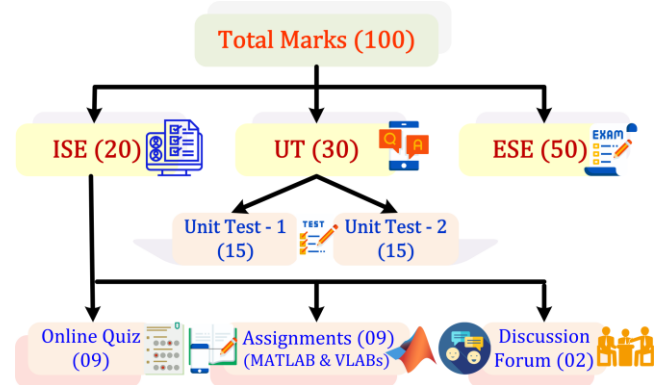 Total Marks (100)
ISE (20)
UT (30)
Q
A
ESE (50)
EXAM
Unit Test - 1
(15)
TEST
Unit Test - 2
(15)
Online Quiz
(09)
Assignments (09)
(MATLAB & VLABs)
Discussion
Forum (02)